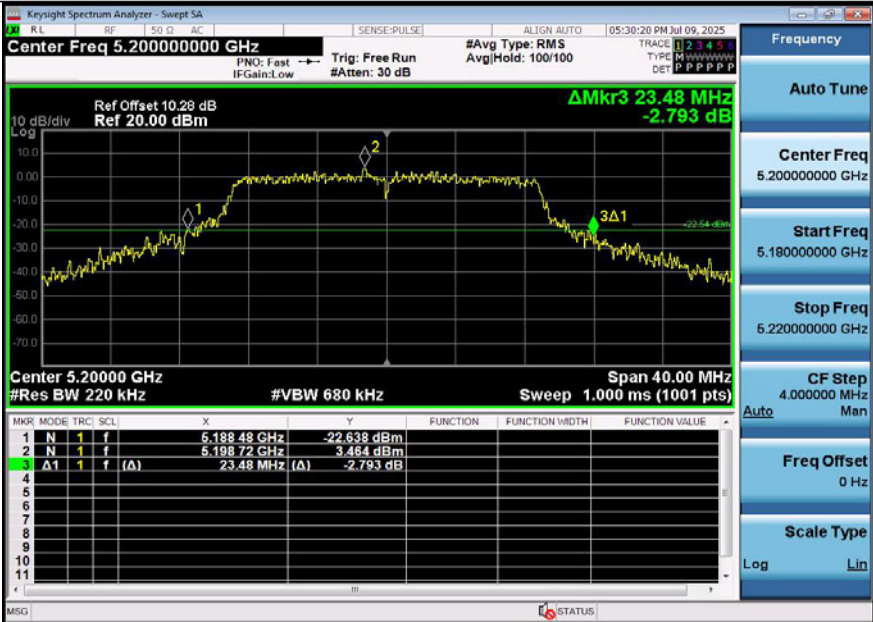 Keysight Spectrum Analyzer - Swept SA
LXI RL RF 50 Ω AC SENSE:PULSE ALIGN AUTO 05:30:20 PM Jul 09, 2025
Center Freq 5.200000000 GHz
PNO: Fast
IFGain:Low
Trig: Free Run
#Atten: 30 dB
#Avg Type: RMS
Avg|Hold: 100/100
TRACE 1 2 3 4 5 6
TYPE M W W W W W
DET P P P P P P
ΔMkr3 23.48 MHz
-2.793 dB
Ref Offset 10.28 dB
Ref 20.00 dBm
10 dB/div
Log
10.0
0.00
-10.0
-20.0
-30.0
-40.0
-50.0
-60.0
-70.0
1
2
3Δ1
-22.54 dBm
Center 5.20000 GHz
#Res BW 220 kHz
#VBW 680 kHz
Span 40.00 MHz
Sweep 1.000 ms (1001 pts)
MKR MODE TRC SCL X Y FUNCTION FUNCTION WIDTH FUNCTION VALUE
1 N 1 f 5.188 48 GHz -22.638 dBm
2 N 1 f 5.198 72 GHz 3.464 dBm
3 Δ1 1 f (Δ) 23.48 MHz (Δ) -2.793 dB
4
5
6
7
8
9
10
11
MSG
STATUS
Frequency
Auto Tune
Center Freq
5.200000000 GHz
Start Freq
5.180000000 GHz
Stop Freq
5.220000000 GHz
CF Step
4.000000 MHz
Auto Man
Freq Offset
0 Hz
Scale Type
Log Lin